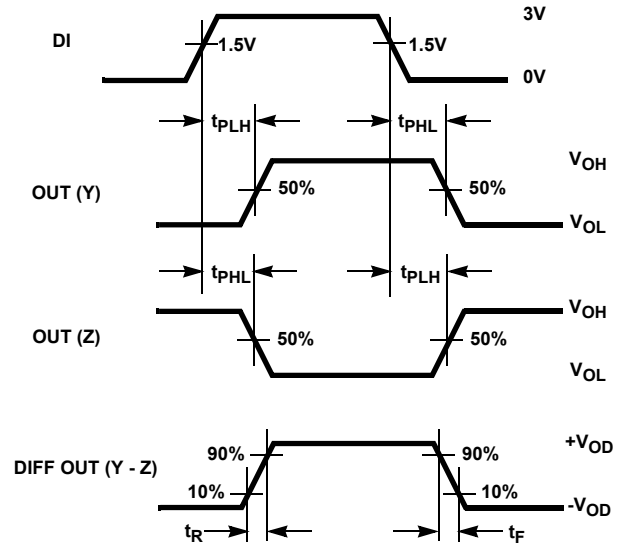 3V
DI
1.5V
1.5V
0V
tPLH
tPHL
VOH
OUT (Y)
50%
50%
VOL
tPHL
tPLH
VOH
OUT (Z)
50%
50%
VOL
+VOD
DIFF OUT (Y - Z)
90%
90%
10%
10%
-VOD
tR
tF